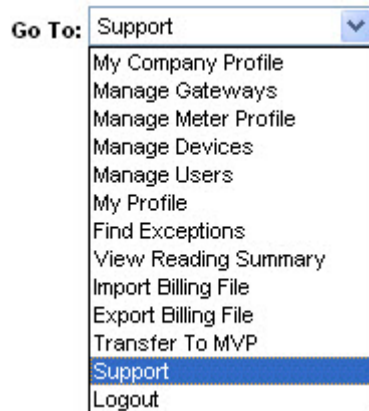 Go To: Support
My Company Profile
Manage Gateways
Manage Meter Profile
Manage Devices
Manage Users
My Profile
Find Exceptions
View Reading Summary
Import Billing File
Export Billing File
Transfer To MVP
Support
Logout